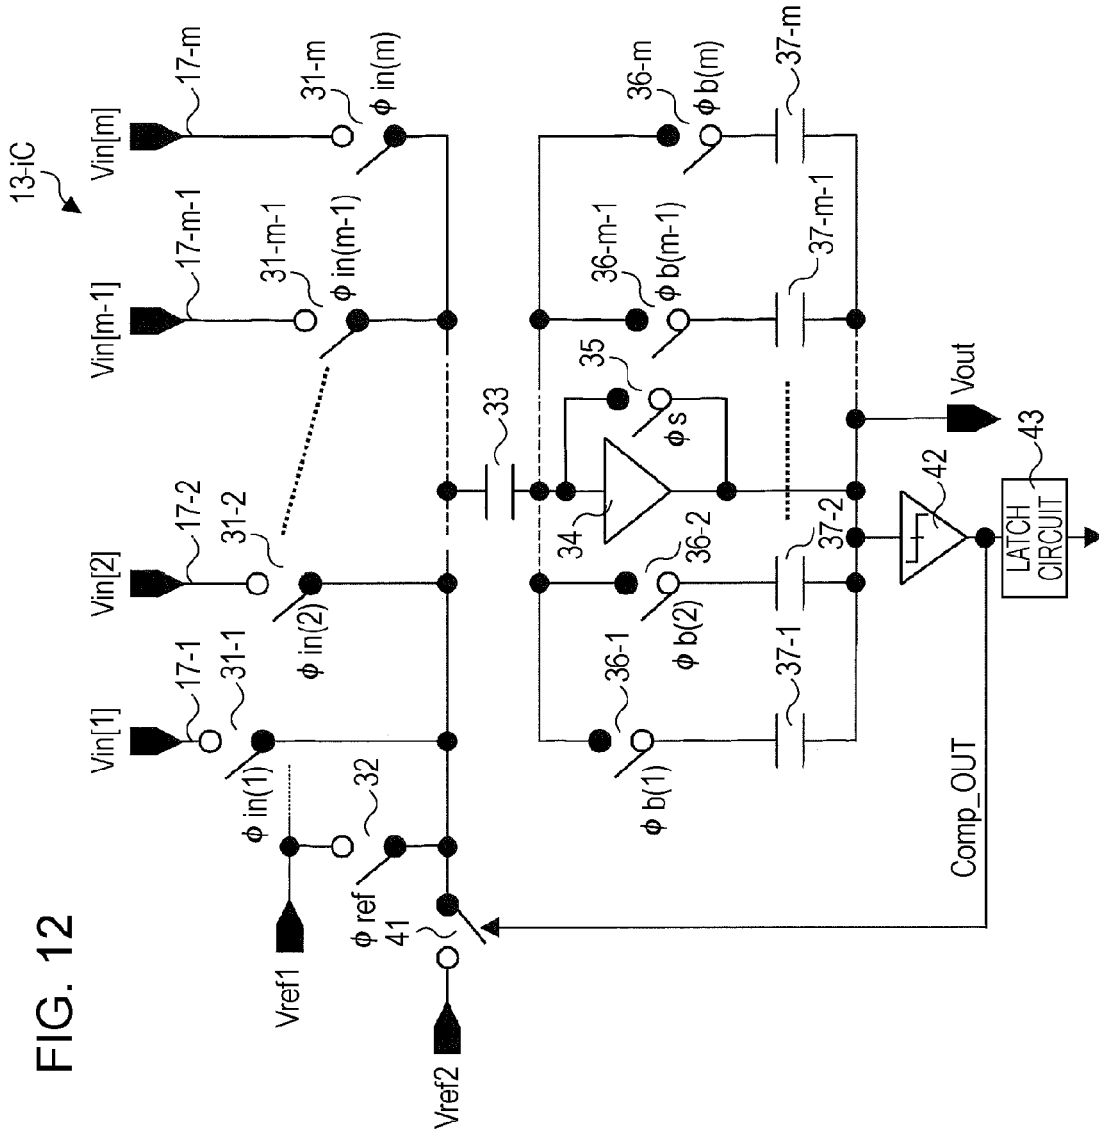 FIG. 12
13-iC
Vin[1]
Vin[2]
Vin[m-1]
Vin[m]
17-1
17-2
17-m-1
17-m
31-1
31-2
31-m-1
31-m
ϕ in(1)
ϕ in(2)
ϕ in(m-1)
ϕ in(m)
Vref1
32
ϕ ref
41
Vref2
33
34
35
ϕ s
36-1
36-2
36-m-1
36-m
ϕ b(1)
ϕ b(2)
ϕ b(m-1)
ϕ b(m)
37-1
37-2
37-m-1
37-m
Vout
42
43
Comp_OUT
LATCH
CIRCUIT